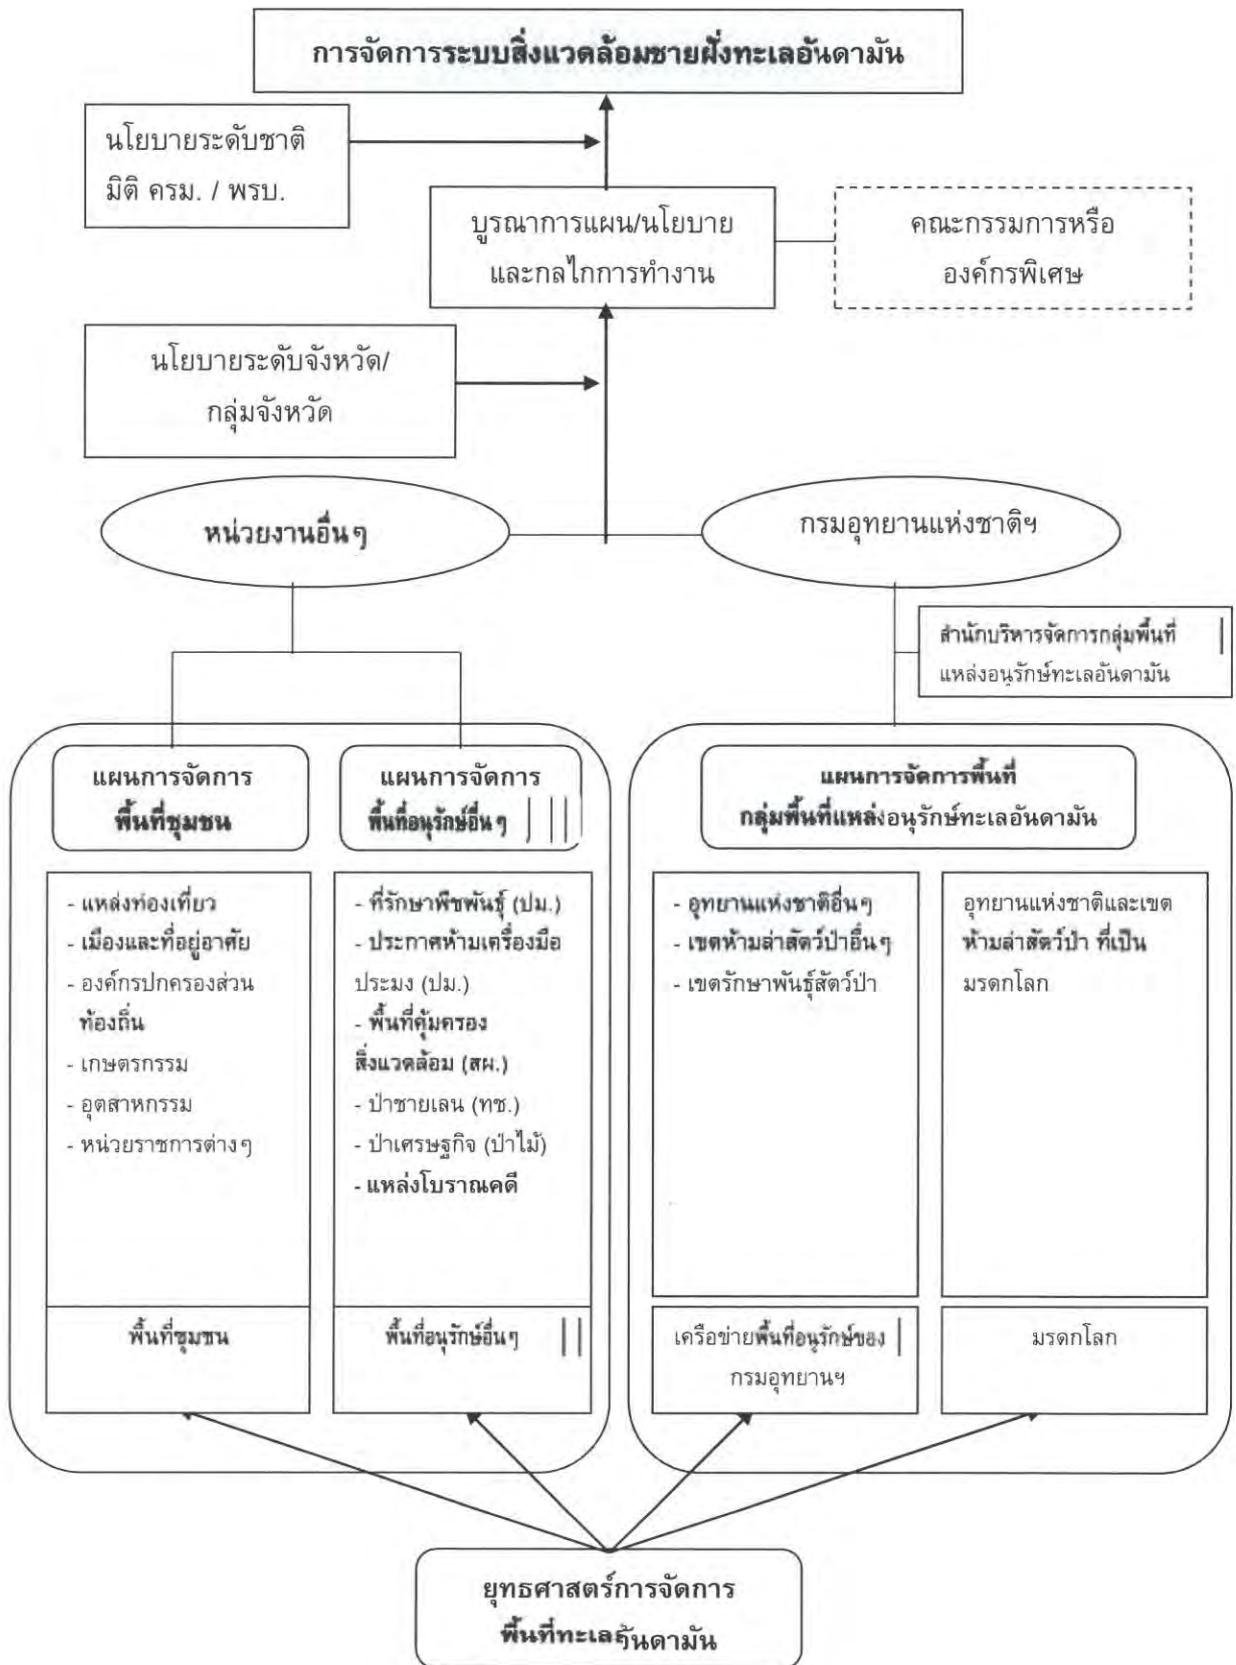 การจัดการระบบสิ่งแวดล้อมชายฝั่งทะเลอันดามัน
นโยบายระดับชาติ
มิติ ครม. / พรบ.
บูรณาการแผน/นโยบาย
และกลไกการทำงาน
คณะกรรมการหรือ
องค์กรพิเศษ
นโยบายระดับจังหวัด/
กลุ่มจังหวัด
หน่วยงานอื่นๆ
กรมอุทยานแห่งชาติฯ
สำนักบริหารจัดการกลุ่มพื้นที่
แหล่งอนุรักษ์ทะเลอันดามัน
แผนการจัดการ
พื้นที่ชุมชน
แผนการจัดการ
พื้นที่อนุรักษ์อื่นๆ
แผนการจัดการพื้นที่
กลุ่มพื้นที่แหล่งอนุรักษ์ทะเลอันดามัน
- แหล่งท่องเที่ยว
- เมืองและที่อยู่อาศัย
- องค์กรปกครองส่วน
ท้องถิ่น
- เกษตรกรรม
- อุตสาหกรรม
- หน่วยราชการต่างๆ
- ที่รักษาพืชพันธุ์ (ปม.)
- ประกาศห้ามเครื่องมือ
ประมง (ปม.)
- พื้นที่คุ้มครอง
สิ่งแวดล้อม (สผ.)
- ป่าชายเลน (ทช.)
- ป่าเศรษฐกิจ (ป่าไม้)
- แหล่งโบราณคดี
- อุทยานแห่งชาติอื่นๆ
- เขตห้ามล่าสัตว์ป่าอื่นๆ
- เขตรักษาพันธุ์สัตว์ป่า
อุทยานแห่งชาติและเขต
ห้ามล่าสัตว์ป่า ที่เป็น
มรดกโลก
พื้นที่ชุมชน
พื้นที่อนุรักษ์อื่นๆ
เครือข่ายพื้นที่อนุรักษ์ของ
กรมอุทยานฯ
มรดกโลก
ยุทธศาสตร์การจัดการ
พื้นที่ทะเลอันดามัน